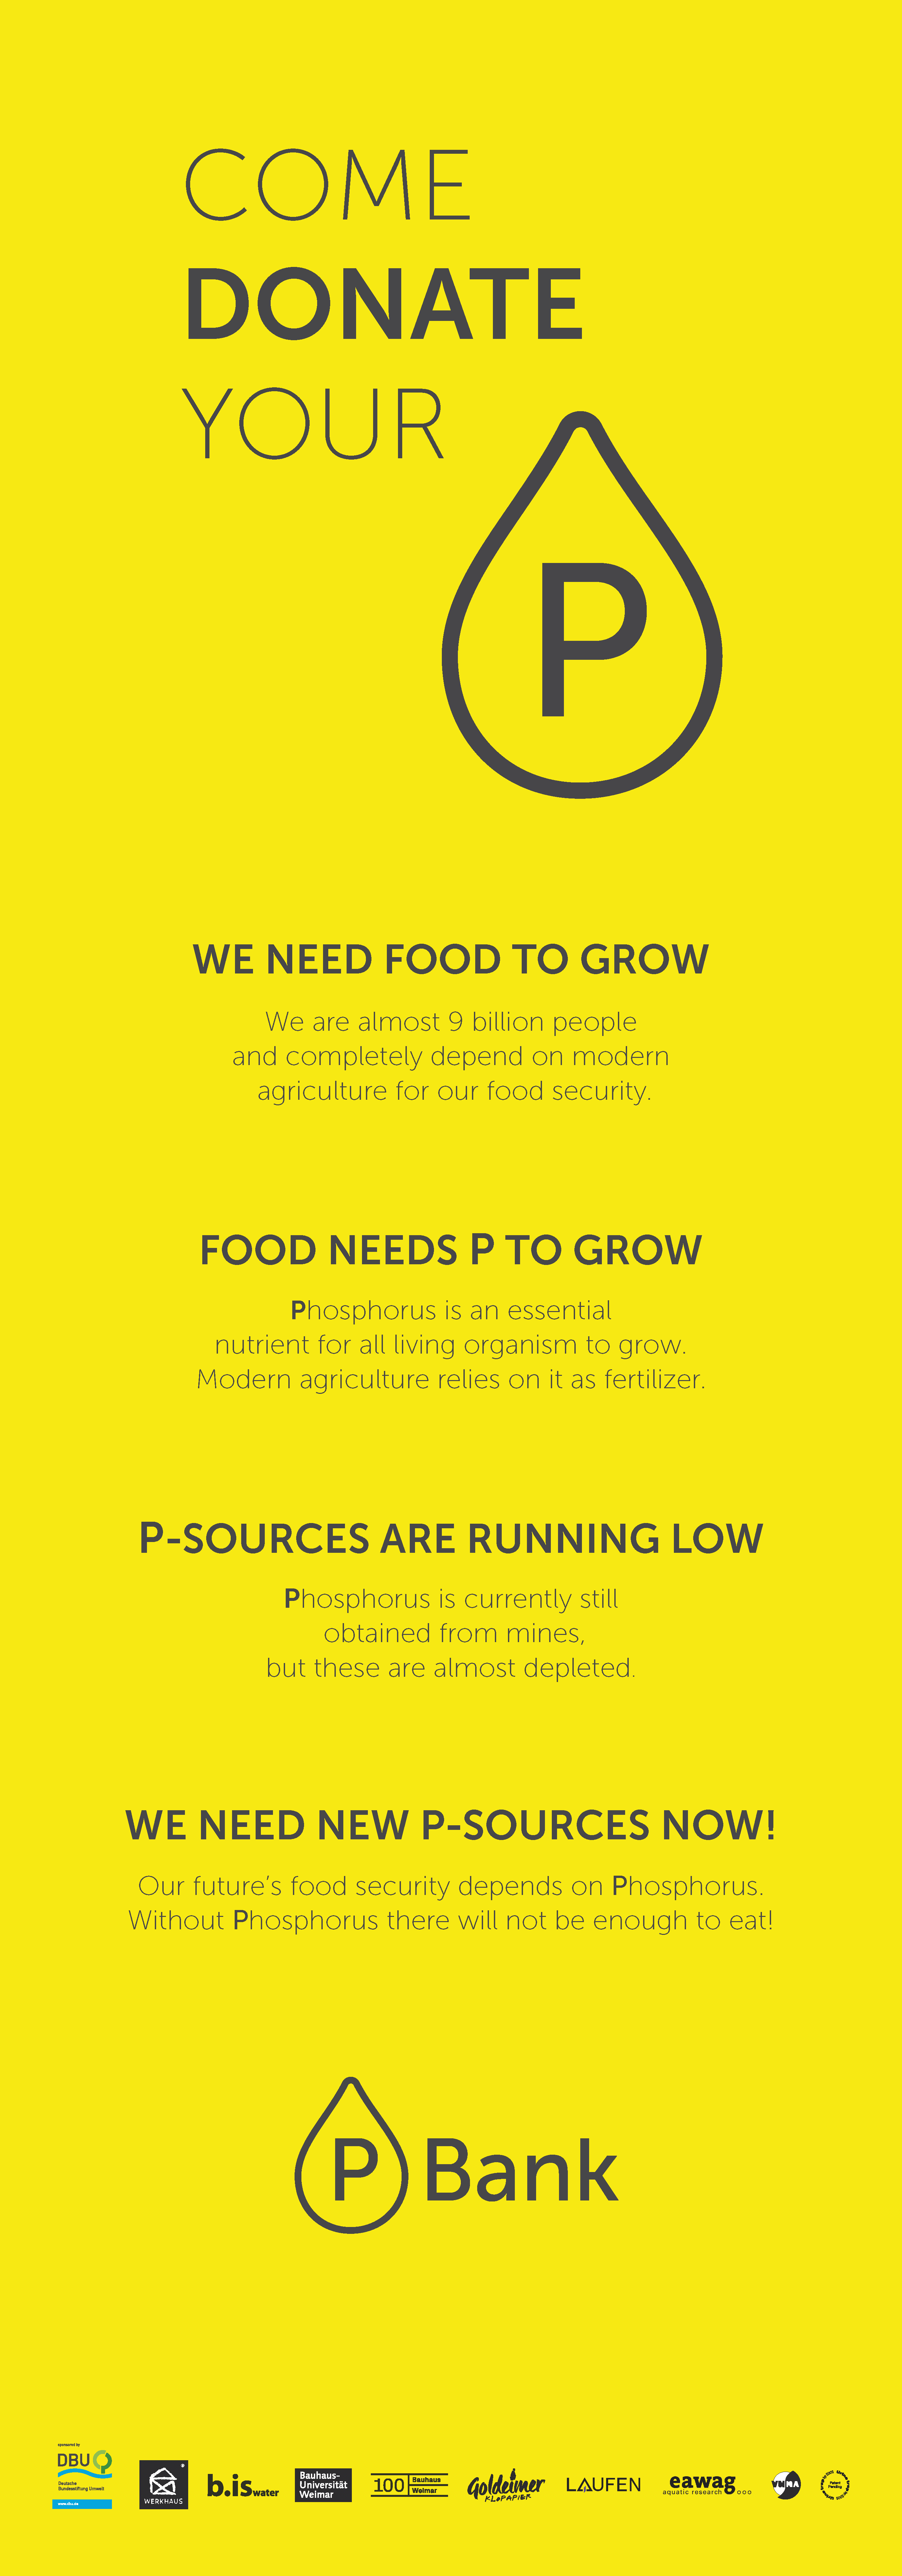 COME
DONATE
YOUR
P
WE NEED FOOD TO GROW
We are almost 9 billion people
and completely depend on modern
agriculture for our food security.
FOOD NEEDS P TO GROW
Phosphorus is an essential
nutrient for all living organism to grow.
Modern agriculture relies on it as fertilizer.
P-SOURCES ARE RUNNING LOW
Phosphorus is currently still
obtained from mines,
but these are almost depleted.
WE NEED NEW P-SOURCES NOW!
Our future's food security depends on Phosphorus.
Without Phosphorus there will not be enough to eat!
P Bank
sponsored by
DBU
Deutsche
Bundesstiftung Umwelt
www.dbu.de
WERKHAUS
b.is water
Bauhaus-
Universität
Weimar
100 Bauhaus
Weimar
Goldeimer
KLOPAPIER
LAUFEN
eawag
aquatic research
VUNA
Patent
Pending